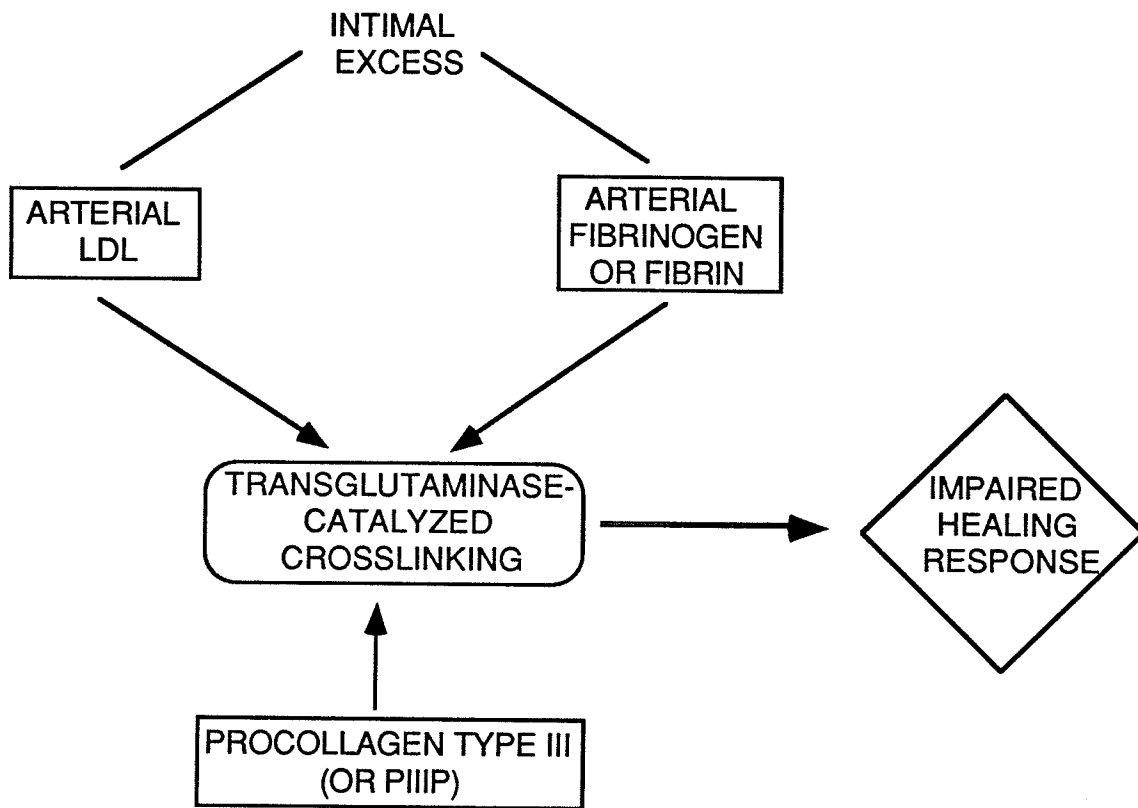 INTIMAL
EXCESS
ARTERIAL
LDL
ARTERIAL
FIBRINOGEN
OR FIBRIN
TRANSGLUTAMINASE-
CATALYZED
CROSSLINKING
IMPAIRED
HEALING
RESPONSE
PROCOLLAGEN TYPE III
(OR PIIIP)